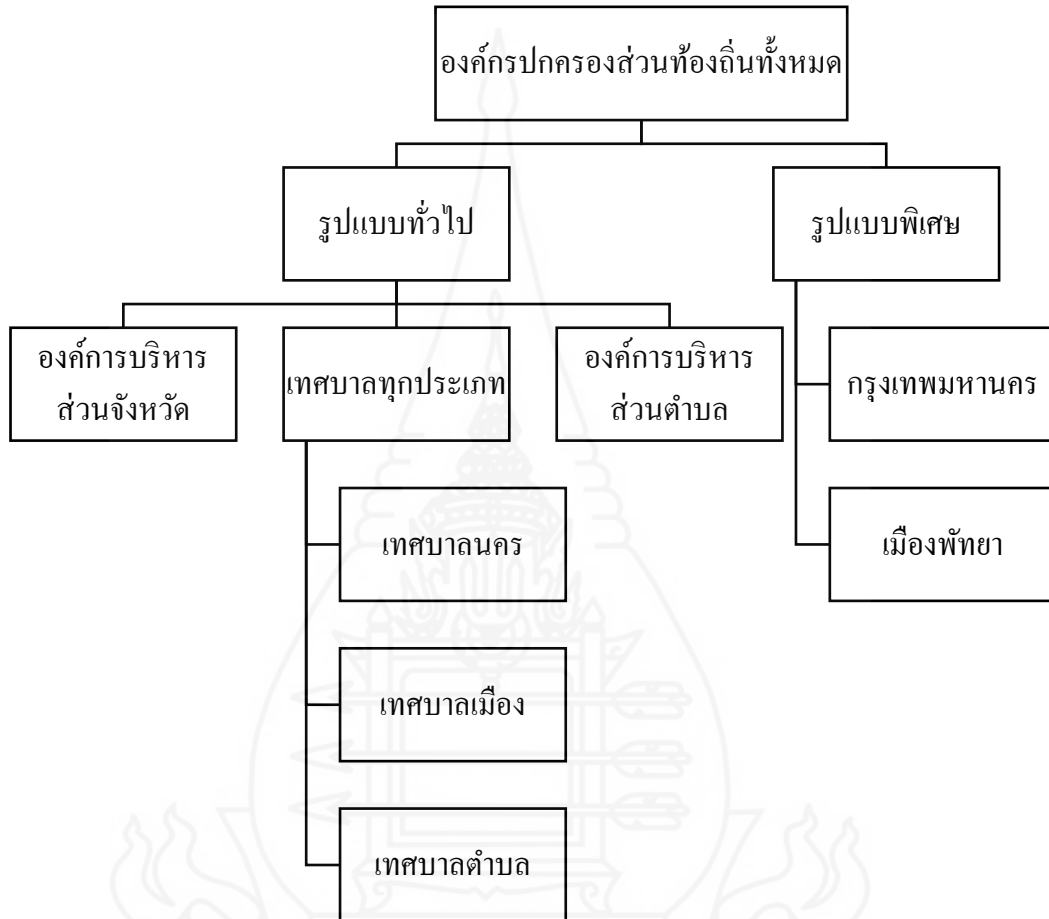 องค์กรปกครองส่วนท้องถิ่นทั้งหมด
รูปแบบทั่วไป
รูปแบบพิเศษ
องค์การบริหาร
ส่วนจังหวัด
เทศบาลทุกประเภท
องค์การบริหาร
ส่วนตำบล
กรุงเทพมหานคร
เทศบาลนคร
เมืองพัทยา
เทศบาลเมือง
เทศบาลตำบล